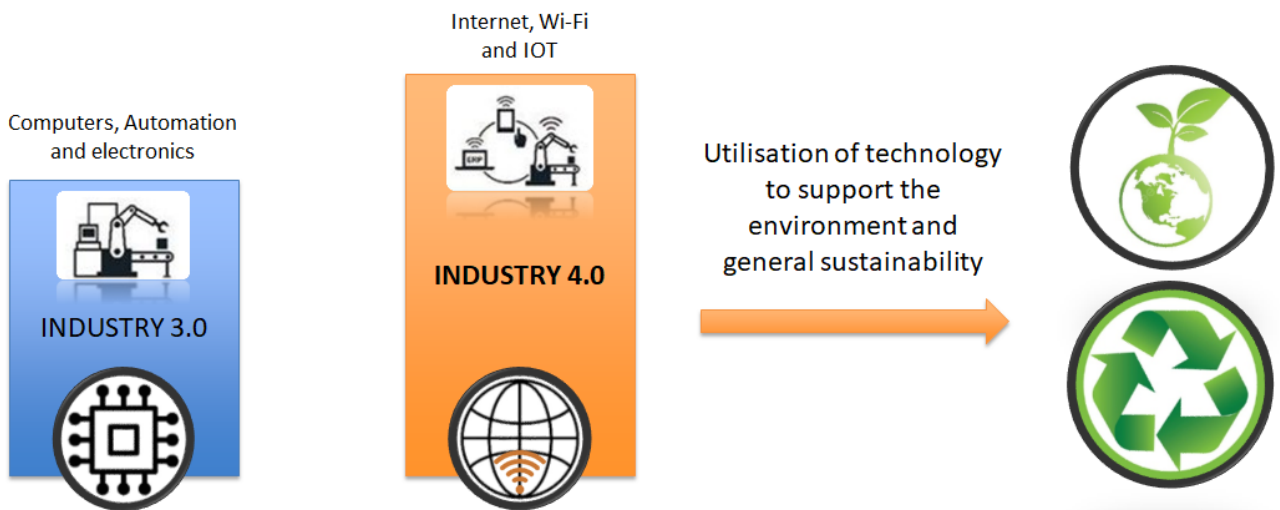 Computers, Automation
and electronics
INDUSTRY 3.0
Internet, Wi-Fi
and IOT
ERP
INDUSTRY 4.0
Utilisation of technology
to support the
environment and
general sustainability